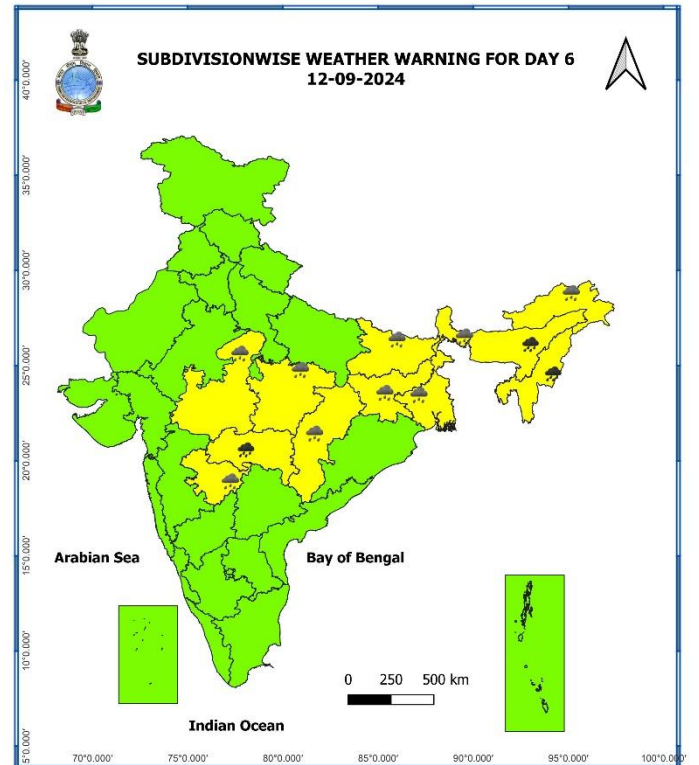 SUBDIVISIONWISE WEATHER WARNING FOR DAY 6
12-09-2024
40°0.000'
35°0.000'
30°0.000'
25°0.000'
20°0.000'
15°0.000'
10°0.000'
5°0.000'
Arabian Sea
Bay of Bengal
0 250 500 km
Indian Ocean
70°0.000' 75°0.000' 80°0.000' 85°0.000' 90°0.000' 95°0.000' 100°0.000'